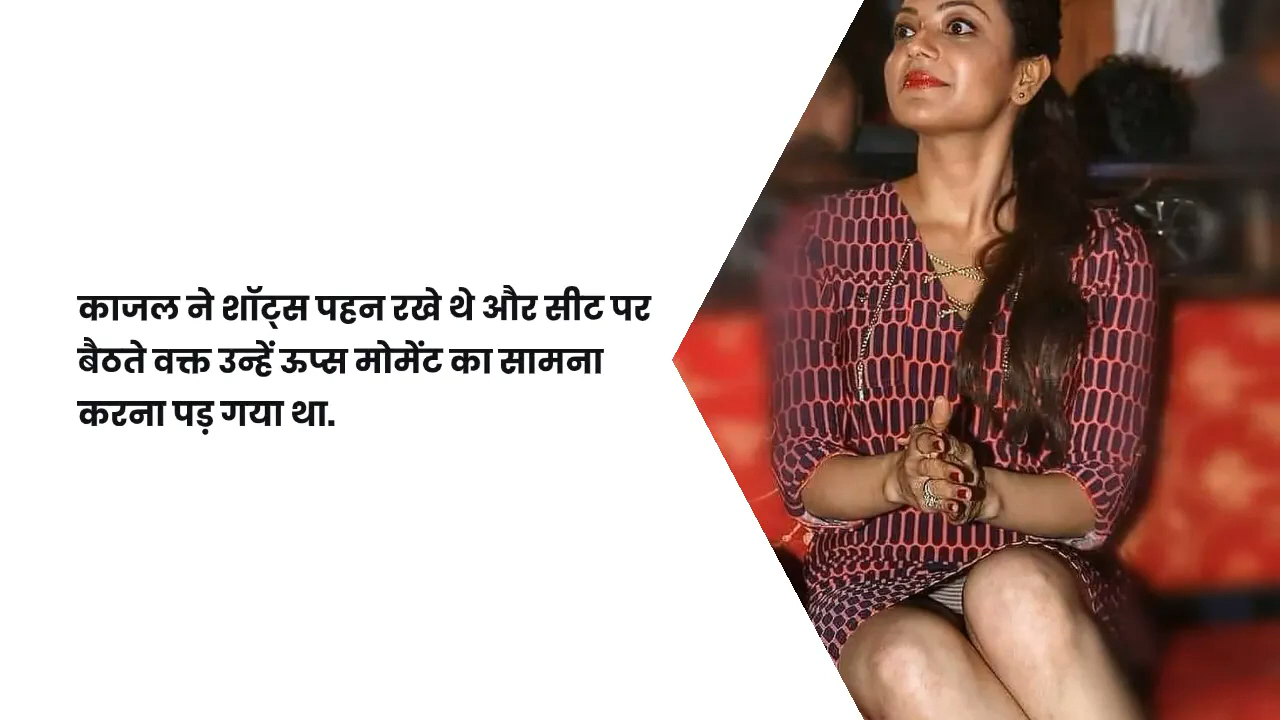 काजल ने शॉट्स पहन रखे थे और सीट पर
बैठते वक्त उन्हें ऊप्स मोमेंट का सामना
करना पड़ गया था.